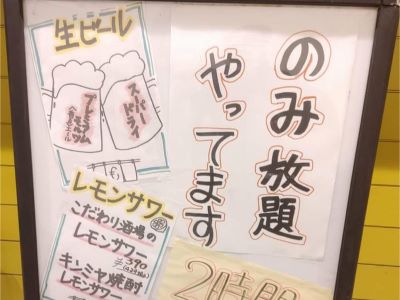 のみ放題
やってます
生ビール
スーパー
ドライ
プレミアム
モルツ
レモンサワー
こだわり酒場の
レモンサワー
390
キンミヤ焼酎
レモンサワー
2時間